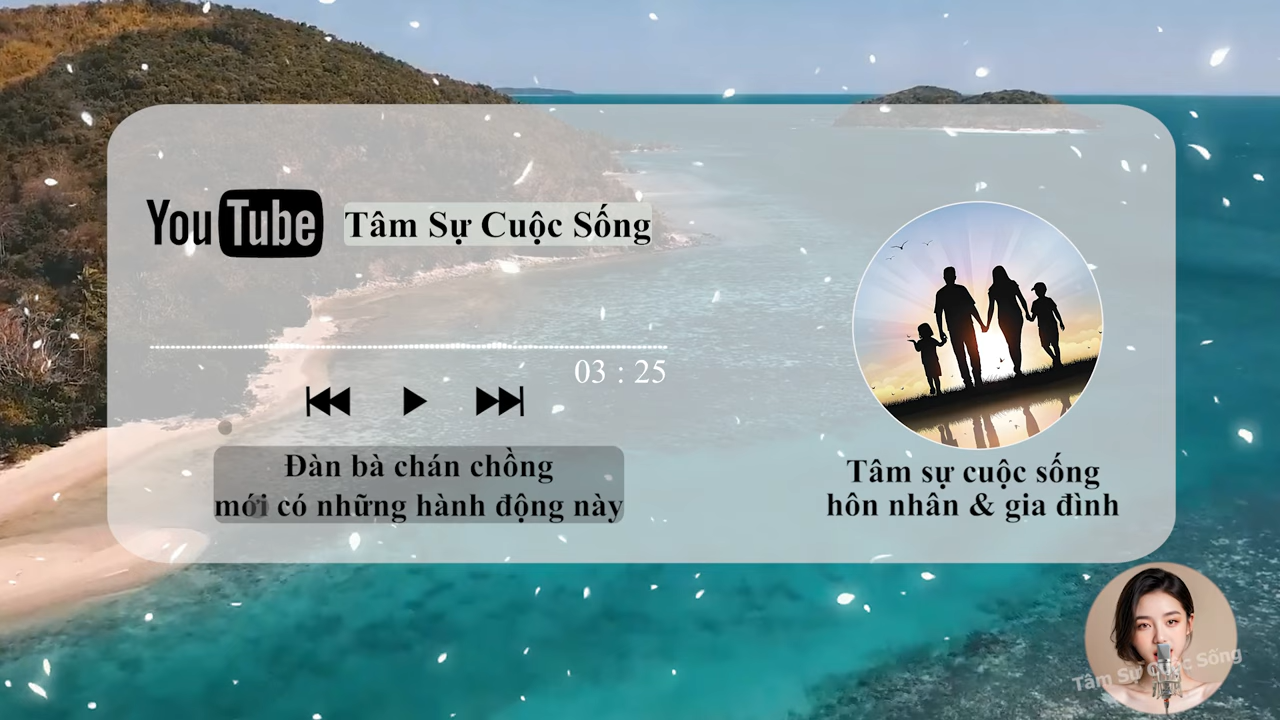 YouTube
Tâm Sự Cuộc Sống
03 : 25
Đàn bà chán chồng
mới có những hành động này
Tâm sự cuộc sống
hôn nhân & gia đình
Tâm Sự Cuộc Sống